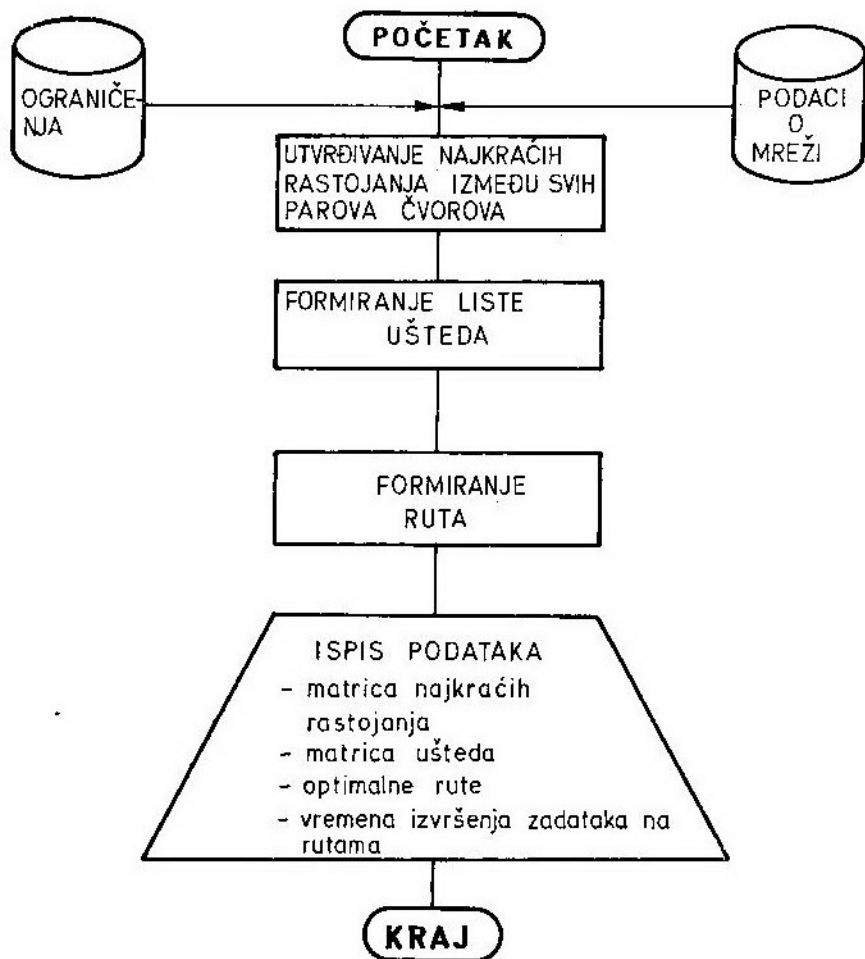 POČETAK
OGRANIČE
NJA
PODACI
O
MREŽI
UTVRĐIVANJE NAJKRAĆIH
RASTOJANJA IZMEĐU SVIH
PAROVA ČVOROVA
FORMIRANJE LISTE
UŠTEDA
FORMIRANJE
RUTA
ISPIS PODATAKA
- matrica najkraćih
rastojanja
- matrica ušteda
- optimalne rute
- vremena izvršenja zadataka na
rutama
KRAJ